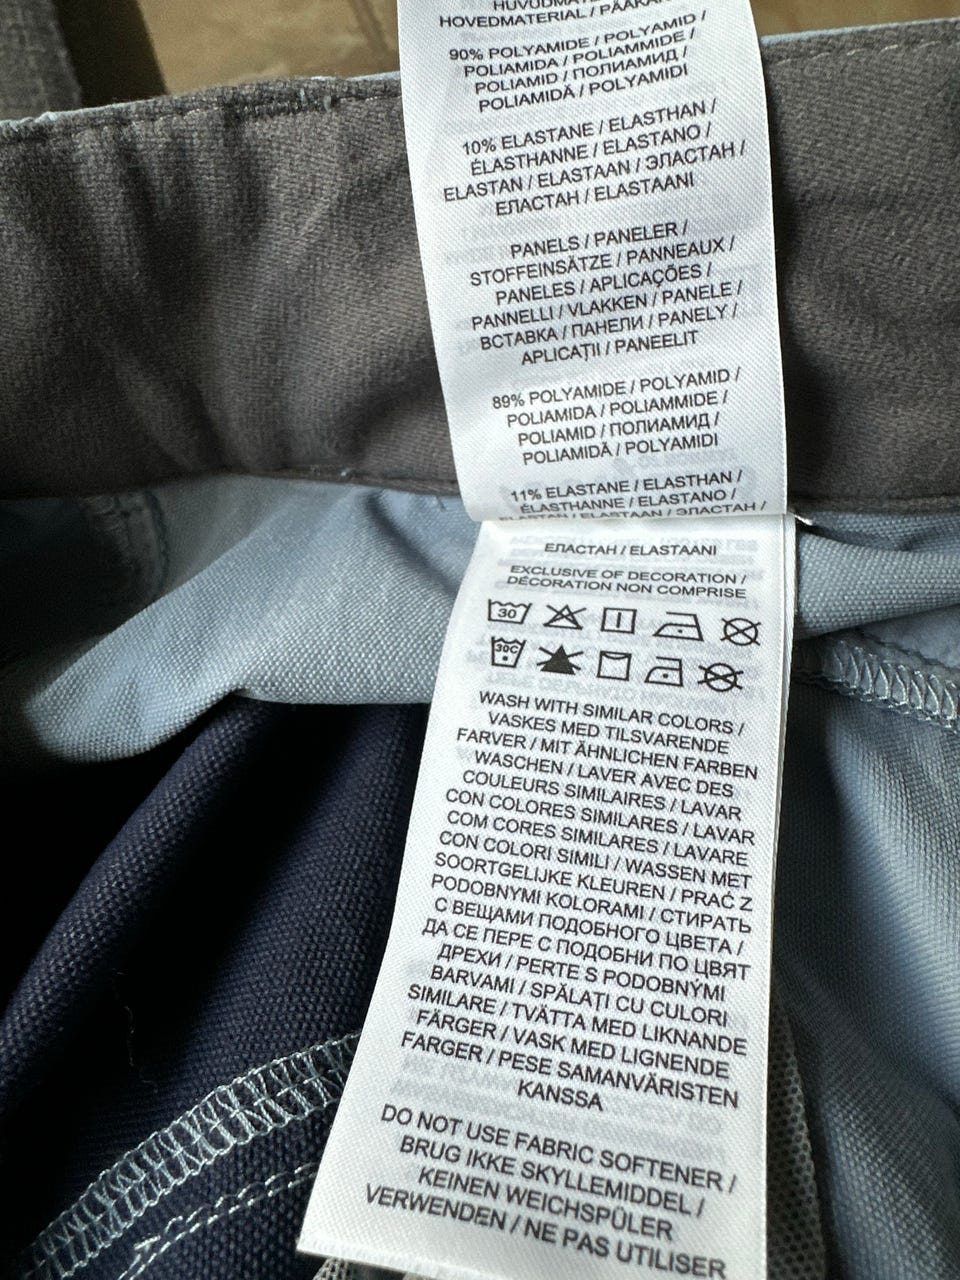 HOVEDMATERIAL / PÄÄKAN
90% POLYAMIDE / POLYAMID /
POLIAMIDA / POLIAMMIDE /
POLIAMID / ПОЛИАМИД /
POLIAMIDĂ / POLYAMIDI
10% ELASTANE / ELASTHAN /
ÉLASTHANNE / ELASTANO /
ELASTAN / ELASTAAN / ЭЛАСТАН /
ЕЛАСТАН / ELASTAANI
PANELS / PANELER /
STOFFEINSÄTZE / PANNEAUX /
PANELES / APLICAÇÕES /
PANNELLI / VLAKKEN / PANELE /
ВСТАВКА / ПАНЕЛИ / PANELY /
APLICAȚII / PANEELIT
89% POLYAMIDE / POLYAMID /
POLIAMIDA / POLIAMMIDE /
POLIAMID / ПОЛИАМИД /
POLIAMIDĂ / POLYAMIDI
11% ELASTANE / ELASTHAN /
ÉLASTHANNE / ELASTANO /
ELASTAN / ELASTAAN / ЭЛАСТАН /
ЕЛАСТАН / ELASTAANI
EXCLUSIVE OF DECORATION /
DÉCORATION NON COMPRISE
30
30C
WASH WITH SIMILAR COLORS /
VASKES MED TILSVARENDE
FARVER / MIT ÄHNLICHEN FARBEN
WASCHEN / LAVER AVEC DES
COULEURS SIMILAIRES / LAVAR
CON COLORES SIMILARES / LAVAR
COM CORES SIMILARES / LAVARE
CON COLORI SIMILI / WASSEN MET
SOORTGELIJKE KLEUREN / PRAĆ Z
PODOBNYMI KOLORAMI / СТИРАТЬ
С ВЕЩАМИ ПОДОБНОГО ЦВЕТА /
ДА СЕ ПЕРЕ С ПОДОБНИ ПО ЦВЯТ
ДРЕХИ / PERTE S PODOBNÝMI
BARVAMI / SPĂLAȚI CU CULORI
SIMILARE / TVÄTTA MED LIKNANDE
FÄRGER / VASK MED LIGNENDE
FARGER / PESE SAMANVÄRISTEN
KANSSA
DO NOT USE FABRIC SOFTENER /
BRUG IKKE SKYLLEMIDDEL /
KEINEN WEICHSPÜLER
VERWENDEN / NE PAS UTILISER